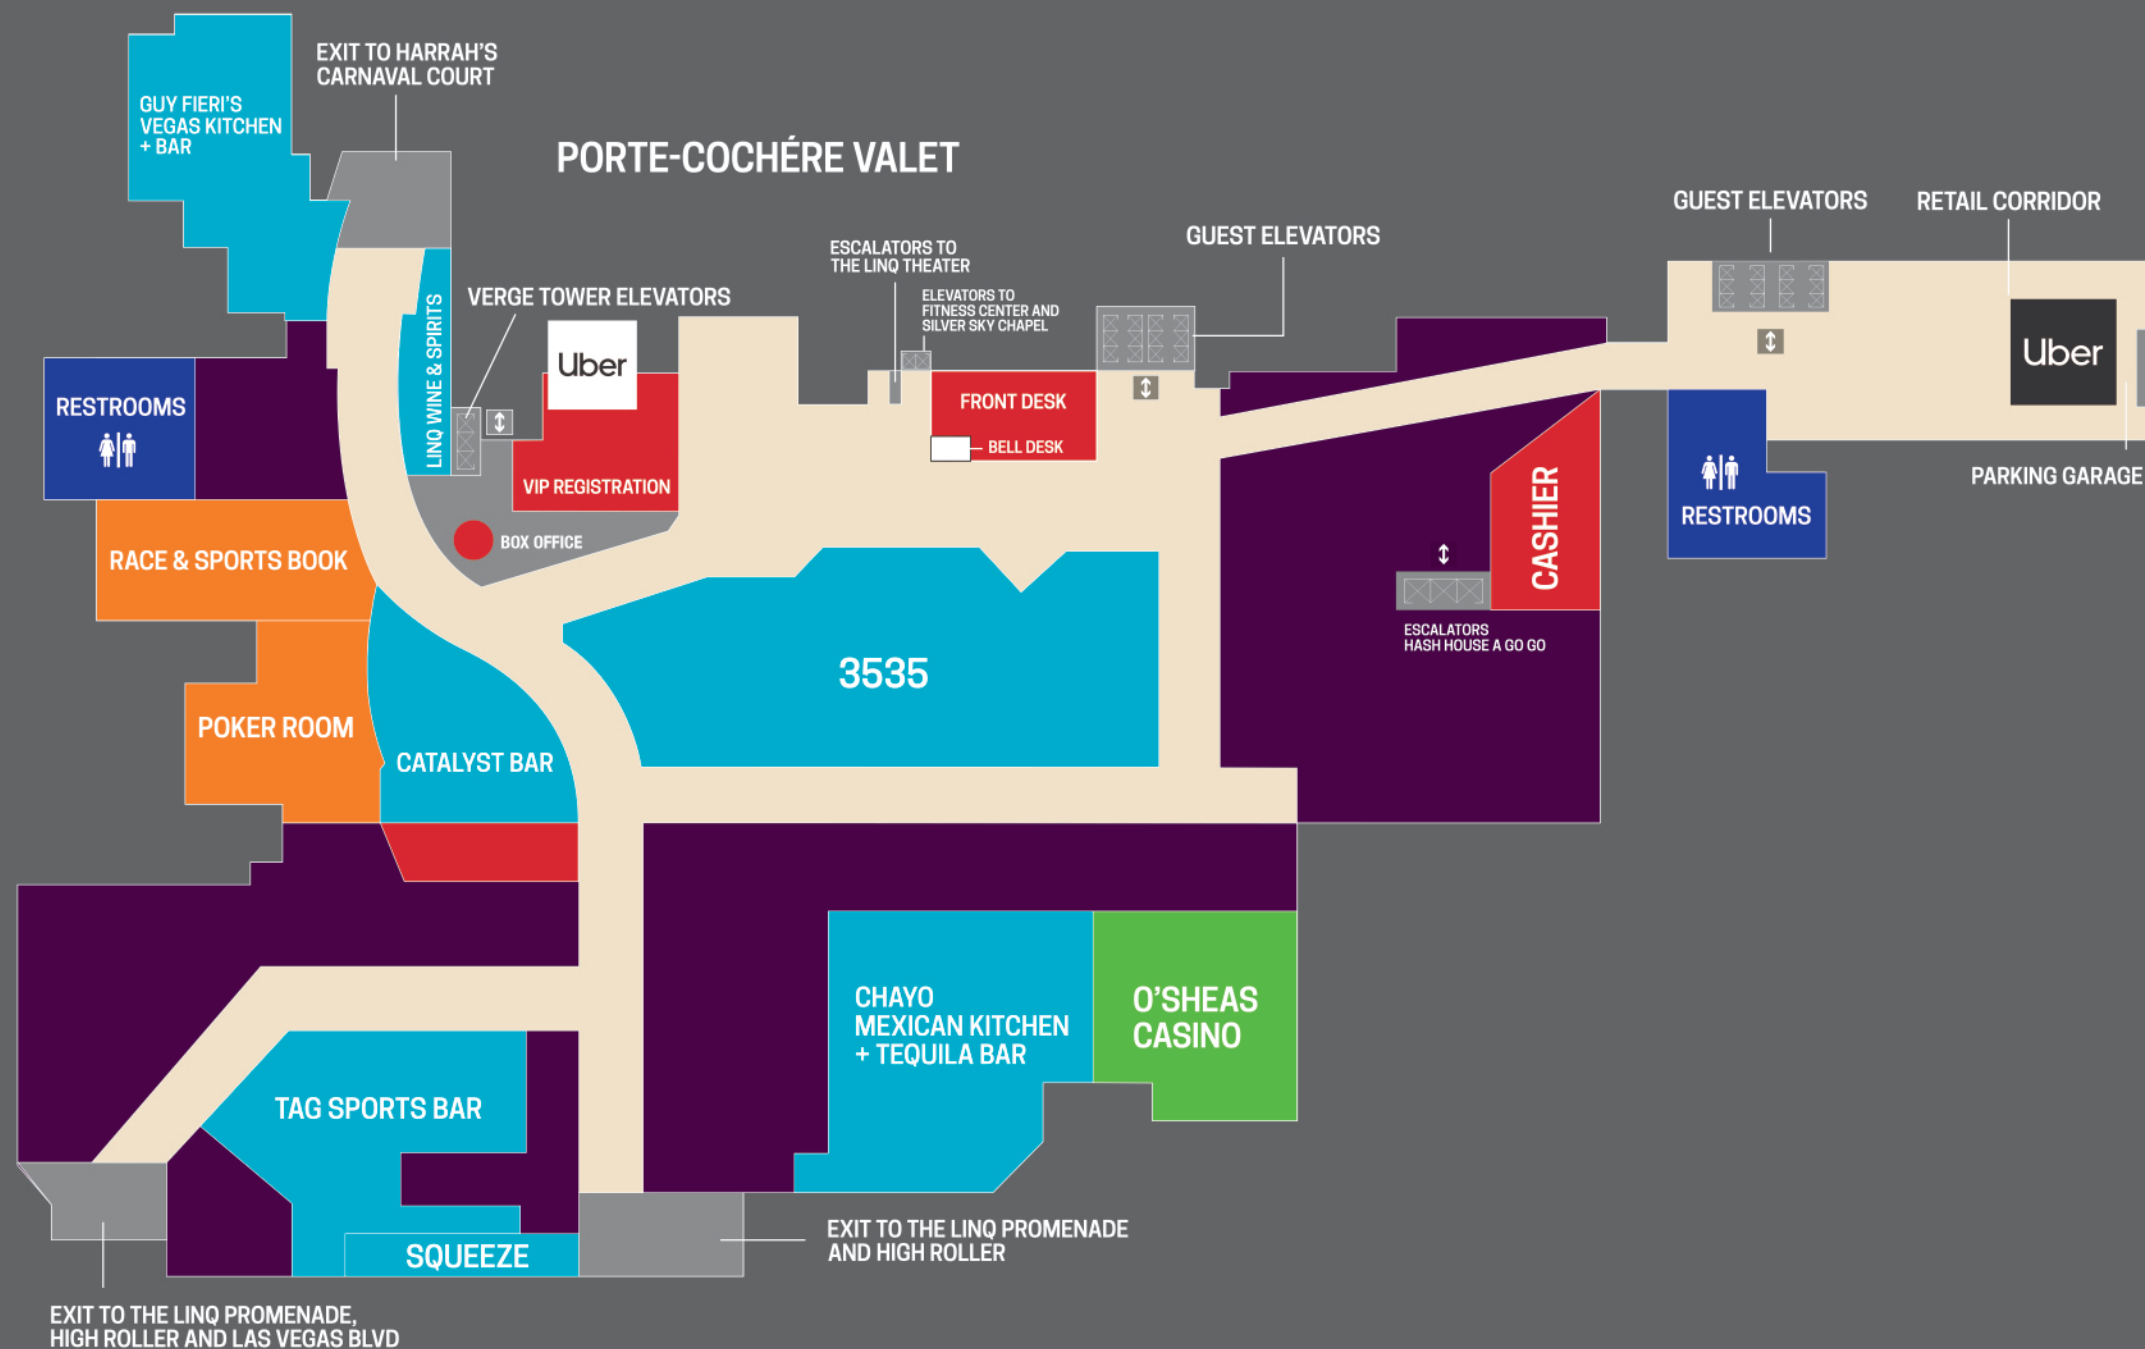 EXIT TO HARRAH'S
CARNAVAL COURT
GUY FIERI'S
VEGAS KITCHEN
+ BAR
PORTE-COCHÉRE VALET
GUEST ELEVATORS
RETAIL CORRIDOR
GUEST ELEVATORS
ESCALATORS TO
THE LINQ THEATER
ELEVATORS TO
FITNESS CENTER AND
SILVER SKY CHAPEL
VERGE TOWER ELEVATORS
LINQ WINE & SPIRITS
Uber
Uber
RESTROOMS
FRONT DESK
BELL DESK
VIP REGISTRATION
BOX OFFICE
CASHIER
PARKING GARAGE
RESTROOMS
RACE & SPORTS BOOK
ESCALATORS
HASH HOUSE A GO GO
3535
POKER ROOM
CATALYST BAR
CHAYO
MEXICAN KITCHEN
+ TEQUILA BAR
O'SHEAS
CASINO
TAG SPORTS BAR
SQUEEZE
EXIT TO THE LINQ PROMENADE
AND HIGH ROLLER
EXIT TO THE LINQ PROMENADE,
HIGH ROLLER AND LAS VEGAS BLVD